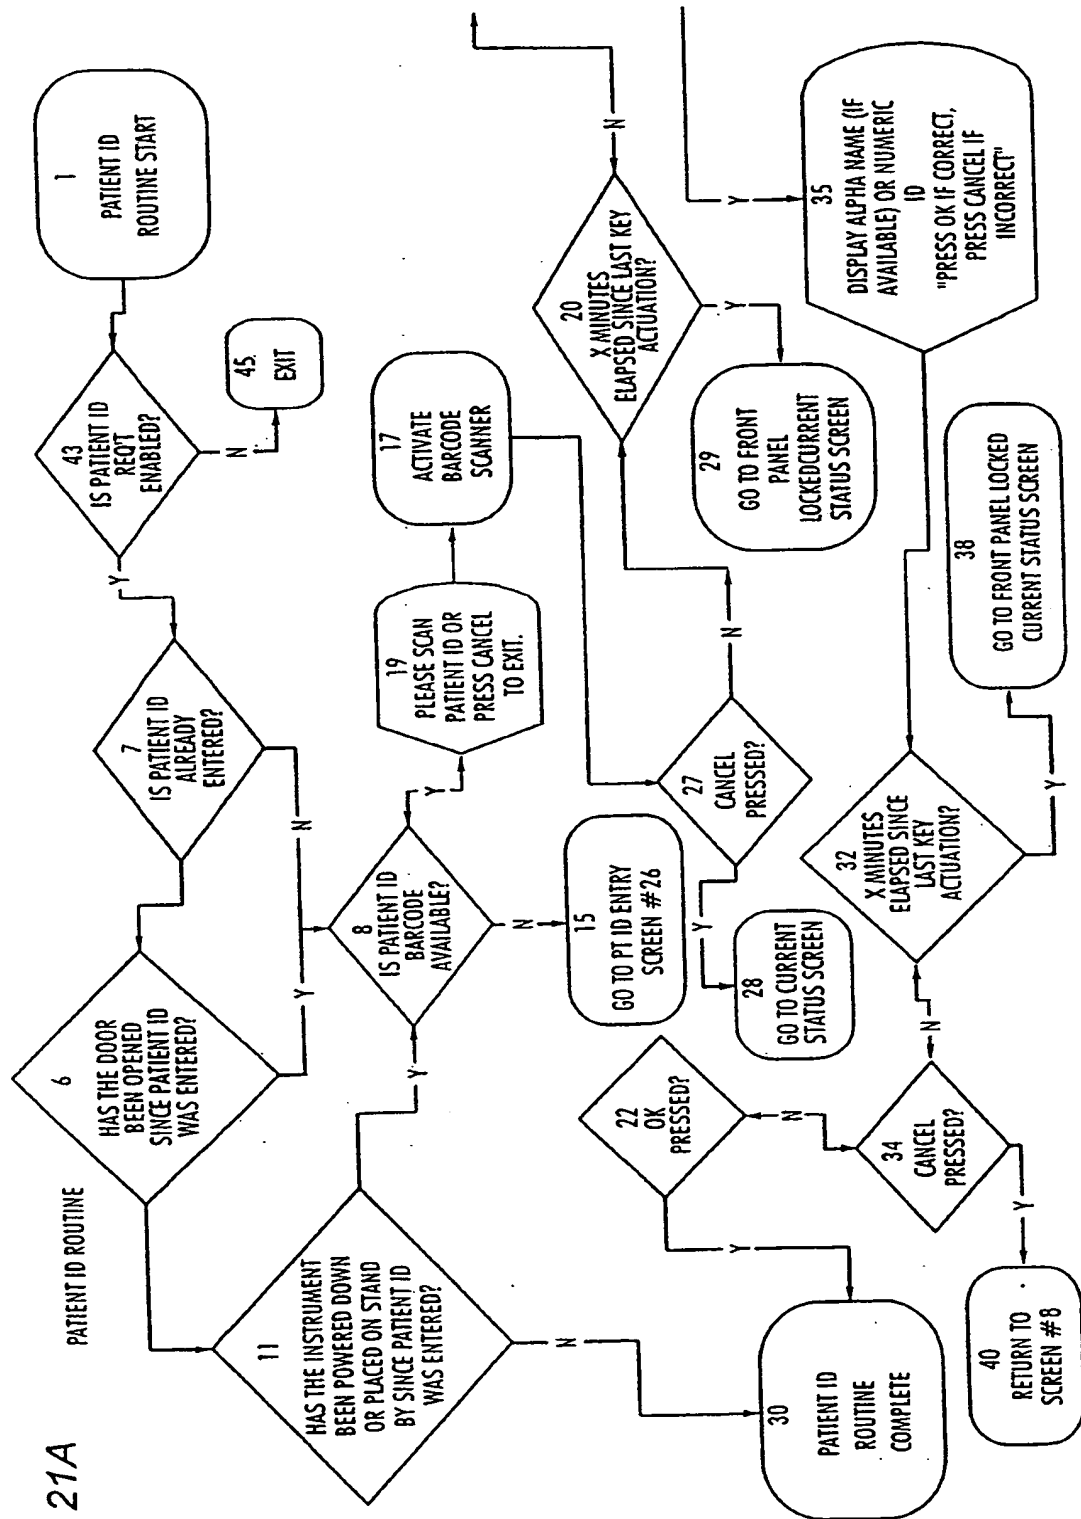 21A
PATIENT ID ROUTINE
1
PATIENT ID
ROUTINE START
43
IS PATIENT ID
REQ'T
ENABLED?
N
45.
EXIT
Y
7
IS PATIENT ID
ALREADY
ENTERED?
N
6
HAS THE DOOR
BEEN OPENED
SINCE PATIENT ID
WAS ENTERED?
Y
11
HAS THE INSTRUMENT
BEEN POWERED DOWN
OR PLACED ON STAND
BY SINCE PATIENT ID
WAS ENTERED?
Y
N
8
IS PATIENT ID
BARCODE
AVAILABLE?
Y
N
19
PLEASE SCAN
PATIENT ID OR
PRESS CANCEL
TO EXIT.
17
ACTIVATE
BARCODE
SCANNER
15
GO TO PT ID ENTRY
SCREEN #26
27
CANCEL
PRESSED?
Y
N
28
GO TO CURRENT
STATUS SCREEN
20
X MINUTES
ELAPSED SINCE LAST KEY
ACTUATION?
N
Y
29
GO TO FRONT
PANEL
LOCKEDCURRENT
STATUS SCREEN
Y
35
DISPLAY ALPHA NAME (IF
AVAILABLE) OR NUMERIC
ID
"PRESS OK IF CORRECT,
PRESS CANCEL IF
INCORRECT"
32
X MINUTES
ELAPSED SINCE
LAST KEY
ACTUATION?
Y
N
38
GO TO FRONT PANEL LOCKED
CURRENT STATUS SCREEN
34
CANCEL
PRESSED?
N
Y
22
OK
PRESSED?
Y
30
PATIENT ID
ROUTINE
COMPLETE
40
RETURN TO
SCREEN #8